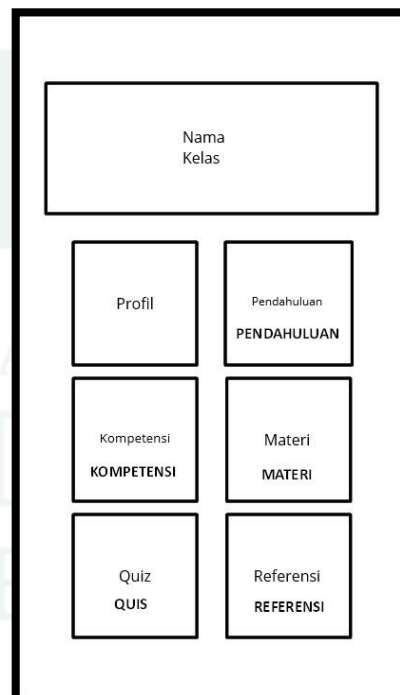 Nama
Kelas
Profil
Pendahuluan
PENDAHULUAN
Kompetensi
KOMPETENSI
Materi
MATERI
Quiz
QUIS
Referensi
REFERENSI